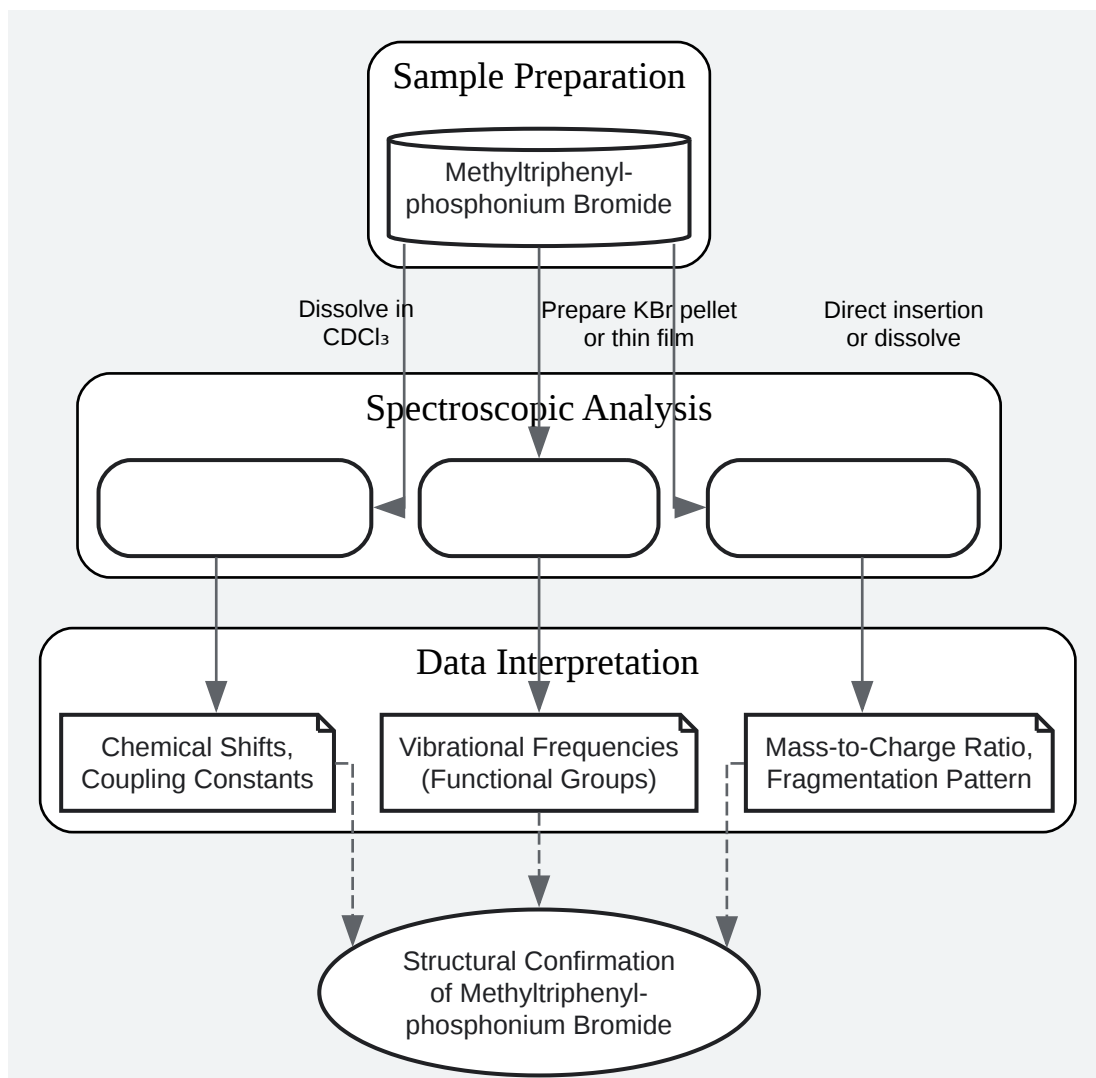 Sample Preparation
Methyltriphenyl-
phosphonium Bromide
Dissolve in
CDCl₃
Prepare KBr pellet
or thin film
Direct insertion
or dissolve
Spectroscopic Analysis
Data Interpretation
Chemical Shifts,
Coupling Constants
Vibrational Frequencies
(Functional Groups)
Mass-to-Charge Ratio,
Fragmentation Pattern
Structural Confirmation
of Methyltriphenyl-
phosphonium Bromide